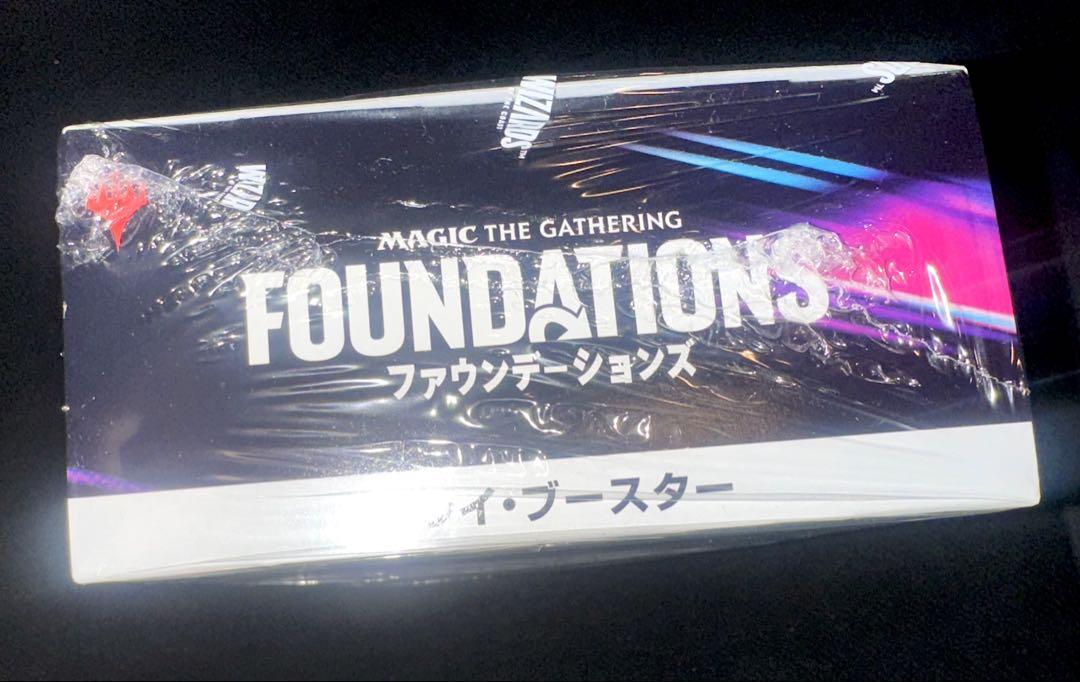 WIZARDS™
MAGIC THE GATHERING
FOUNDATIONS
ファウンデーションズ
イ・ブースター